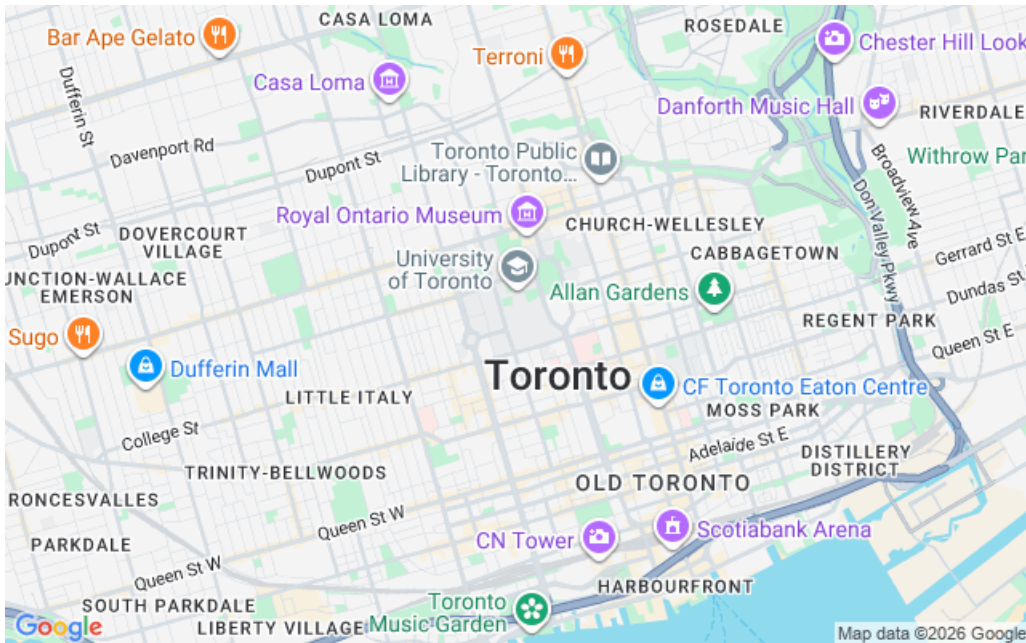 CASA LOMA
ROSEDALE
Bar Ape Gelato
Terroni
Chester Hill Look
Casa Loma
Dufferin St
Danforth Music Hall
RIVERDALE
Davenport Rd
Dupont St
Toronto Public
Library - Toronto...
Broadview Ave
Withrow Par
Royal Ontario Museum
CHURCH-WELLESLEY
Don Valley Pkwy
Dupont St
DOVERCOURT
VILLAGE
University
of Toronto
CABBAGETOWN
Gerrard St E
UNCTION-WALLACE
EMERSON
Allan Gardens
Dundas St
REGENT PARK
Sugo
Queen St E
Dufferin Mall
Toronto
CF Toronto Eaton Centre
LITTLE ITALY
MOSS PARK
College St
Adelaide St E
DISTILLERY
DISTRICT
TRINITY-BELLWOODS
OLD TORONTO
RONCESVALLES
Queen St W
CN Tower
Scotiabank Arena
PARKDALE
Queen St W
HARBOURFRONT
SOUTH PARKDALE
Toronto
Music Garden
LIBERTY VILLAGE
Google
Map data ©2026 Google